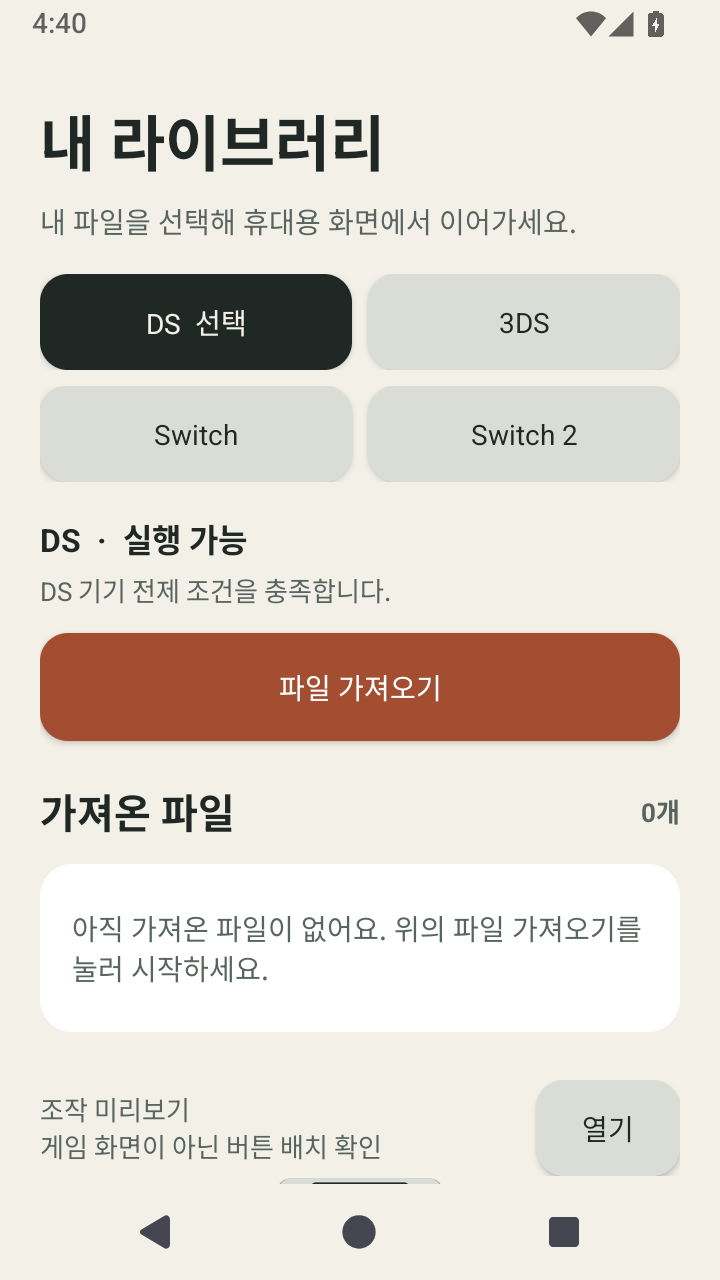 4:40
내 라이브러리
내 파일을 선택해 휴대용 화면에서 이어가세요.
DS 선택
3DS
Switch
Switch 2
DS · 실행 가능
DS 기기 전제 조건을 충족합니다.
파일 가져오기
가져온 파일
0개
아직 가져온 파일이 없어요. 위의 파일 가져오기를
눌러 시작하세요.
조작 미리보기
게임 화면이 아닌 버튼 배치 확인
열기